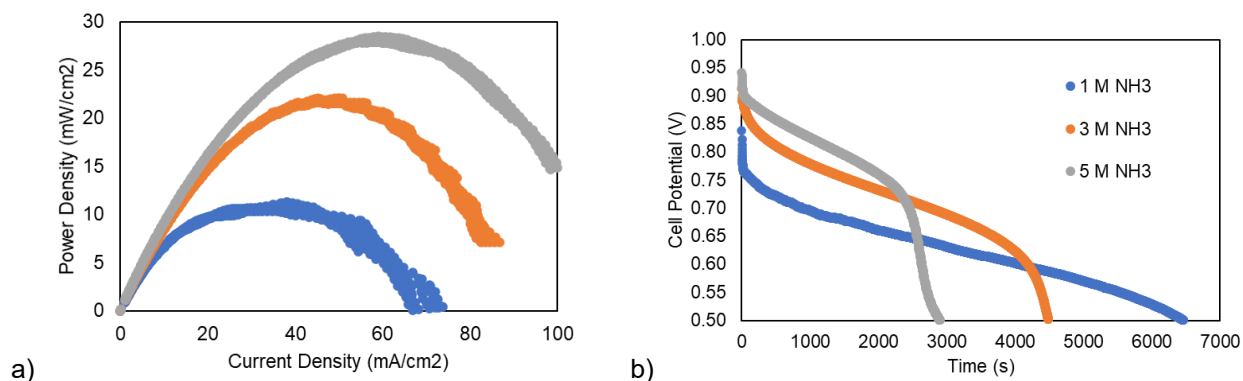 30
25
20
15
10
5
0
Power Density (mW/cm2)
0 20 40 60 80 100
Current Density (mA/cm2)
a)
1.00
0.95
0.90
0.85
0.80
0.75
0.70
0.65
0.60
0.55
0.50
Cell Potential (V)
1 M NH3
3 M NH3
5 M NH3
0 1000 2000 3000 4000 5000 6000 7000
Time (s)
b)